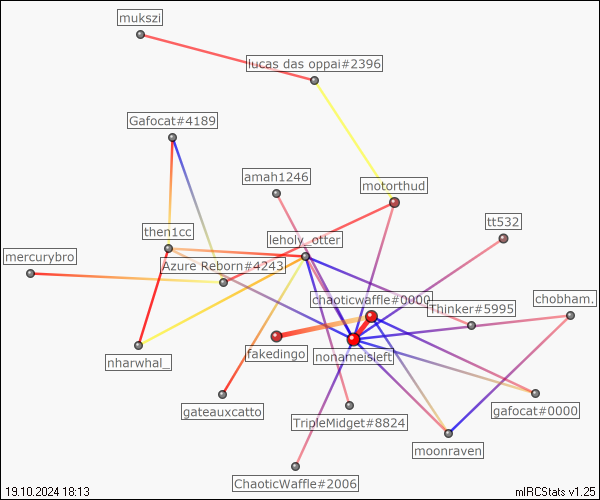 mukszi
lucas das oppai#2396
Gafocat#4189
amah1246
motorthud
tt532
then1cc
leholy_otter
mercurybro
Azure Reborn#4243
chaoticwaffle#0000
Thinker#5995
chobham.
nharwhal_
fakedingo
nonameisleft
gateauxcatto
TripleMidget#8824
gafocat#0000
moonraven
ChaoticWaffle#2006
19.10.2024 18:13
mIRCStats v1.25